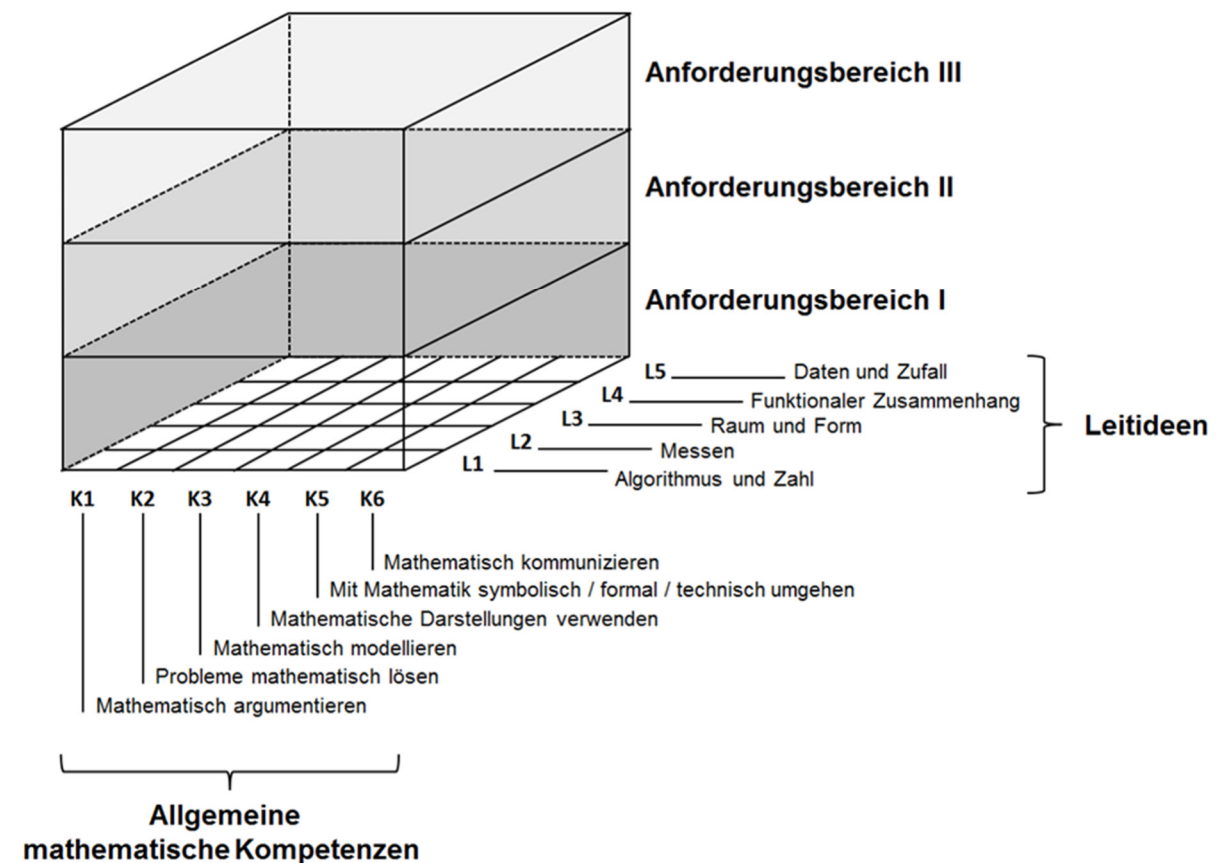 Anforderungsbereich III
Anforderungsbereich II
Anforderungsbereich I
L5 Daten und Zufall
L4 Funktionaler Zusammenhang
L3 Raum und Form
L2 Messen
L1 Algorithmus und Zahl
Leitideen
K1 K2 K3 K4 K5 K6
Mathematisch kommunizieren
Mit Mathematik symbolisch / formal / technisch umgehen
Mathematische Darstellungen verwenden
Mathematisch modellieren
Probleme mathematisch lösen
Mathematisch argumentieren
Allgemeine
mathematische Kompetenzen